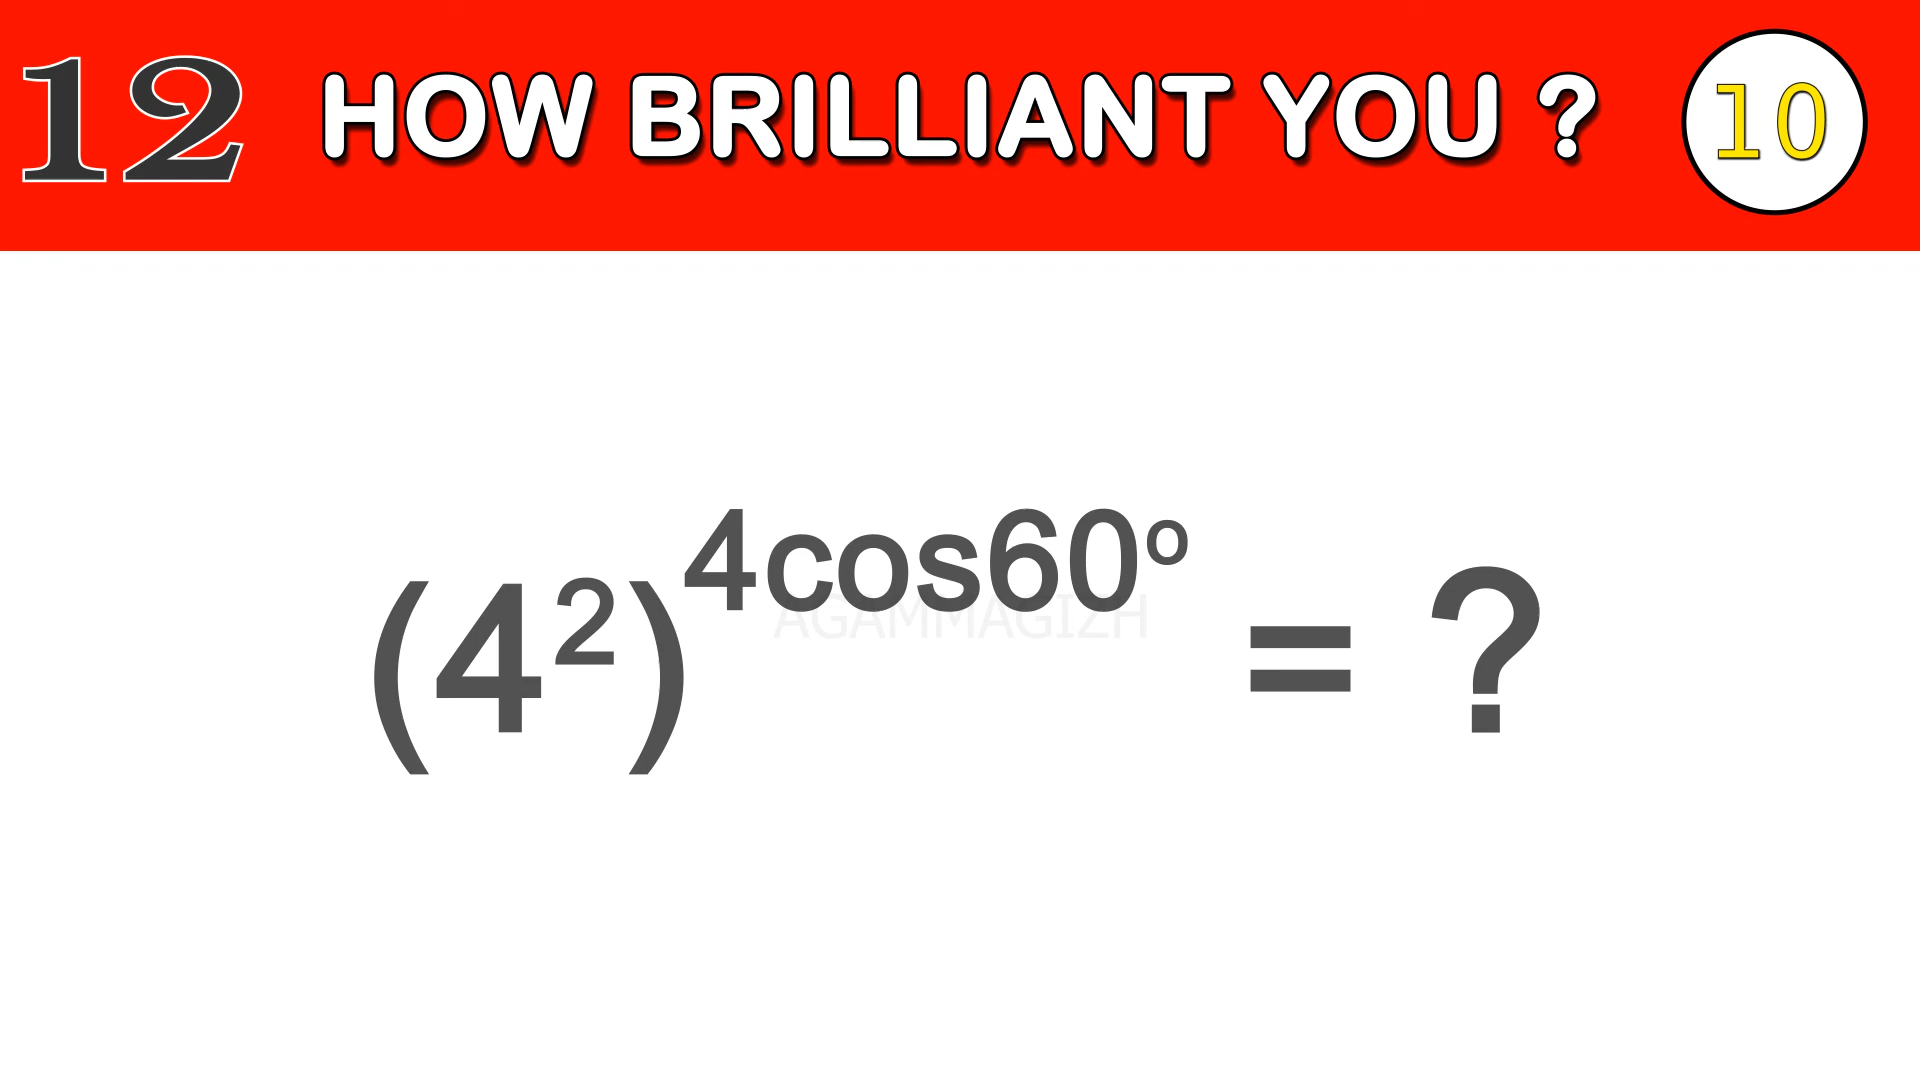 12 HOW BRILLIANT YOU ? 10
(4²)⁴ᶜᵒˢ⁶⁰° = ?
AGAMMAGIZH